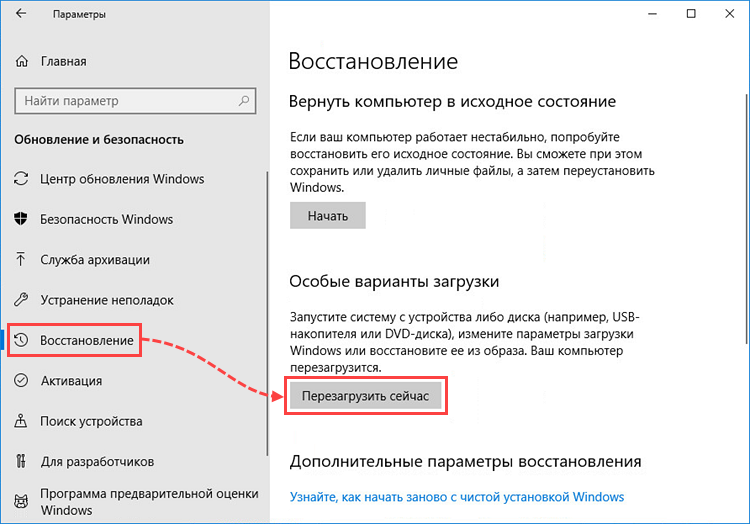 Параметры
Главная
Найти параметр
Обновление и безопасность
Центр обновления Windows
Безопасность Windows
Служба архивации
Устранение неполадок
Восстановление
Активация
Поиск устройства
Для разработчиков
Программа предварительной оценки
Windows
Восстановление
Вернуть компьютер в исходное состояние
Если ваш компьютер работает нестабильно, попробуйте
восстановить его исходное состояние. Вы сможете при этом
сохранить или удалить личные файлы, а затем переустановить
Windows.
Начать
Особые варианты загрузки
Запустите систему с устройства либо диска (например, USB-
накопителя или DVD-диска), измените параметры загрузки
Windows или восстановите ее из образа. Ваш компьютер
перезагрузится.
Перезагрузить сейчас
Дополнительные параметры восстановления
Узнайте, как начать заново с чистой установкой Windows